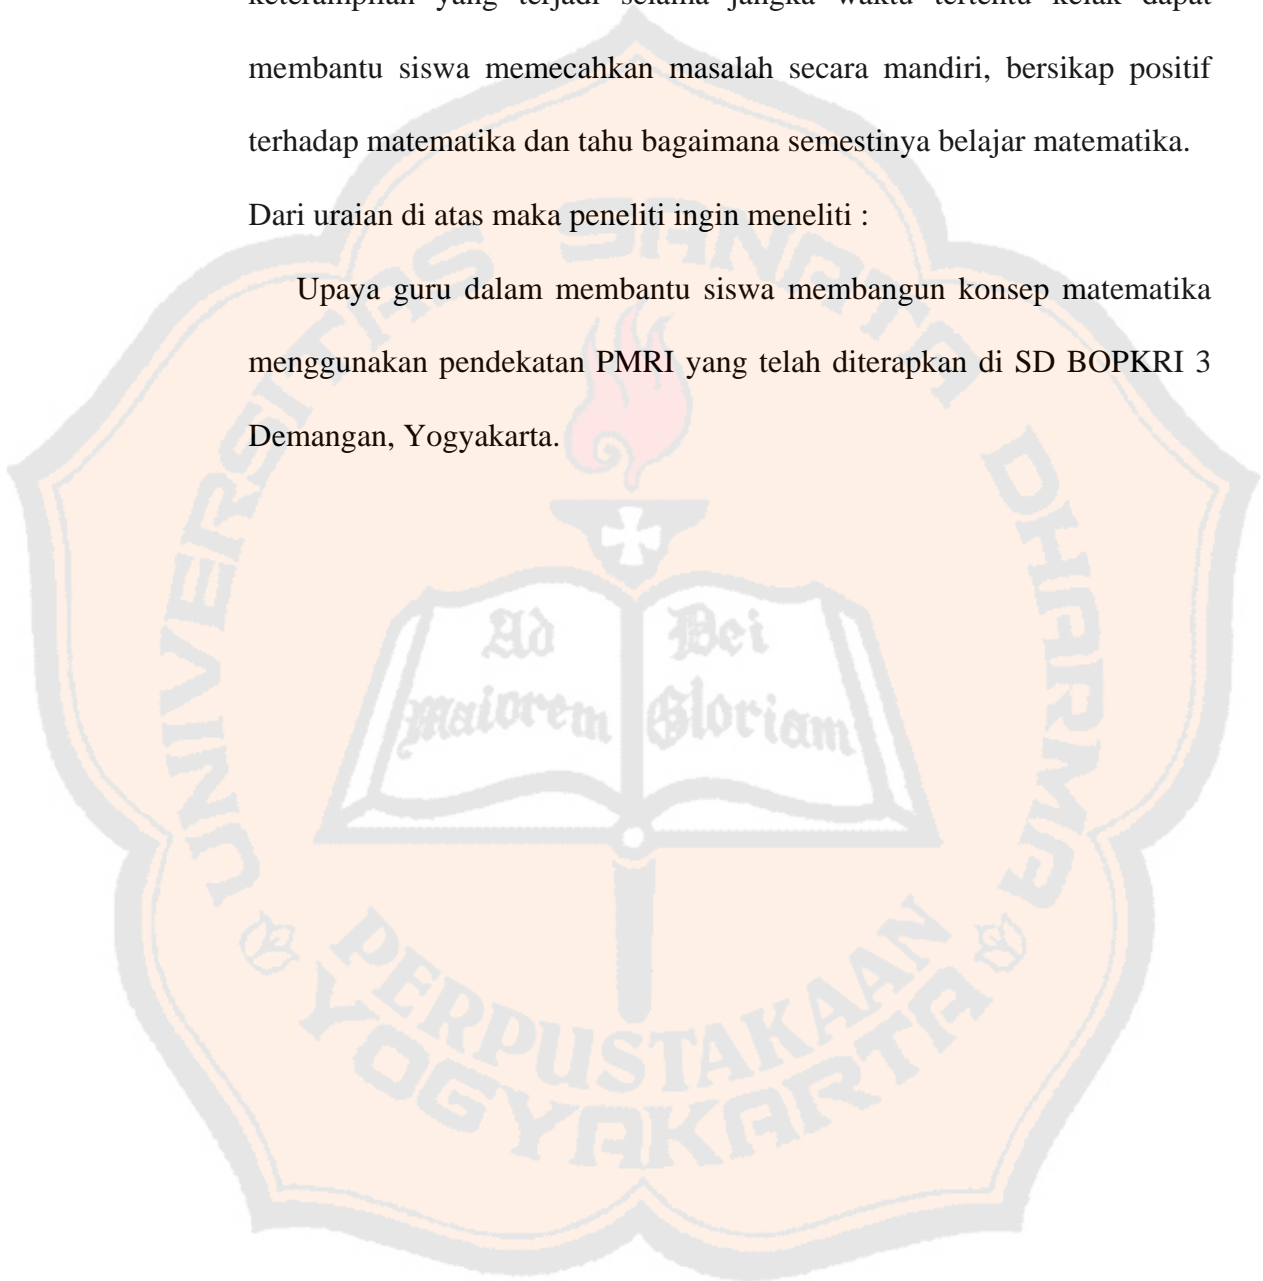 keterampilan yang terjadi selama jangka waktu tertentu kelak dapat
membantu siswa memecahkan masalah secara mandiri, bersikap positif
terhadap matematika dan tahu bagaimana semestinya belajar matematika.
Dari uraian di atas maka peneliti ingin meneliti :
Upaya guru dalam membantu siswa membangun konsep matematika
menggunakan pendekatan PMRI yang telah diterapkan di SD BOPKRI 3
Demangan, Yogyakarta.
UNIVERSITAS SANATA DHARMA
Ad Dei
maiorem Gloriam
PERPUSTAKAAN
YOGYAKARTA